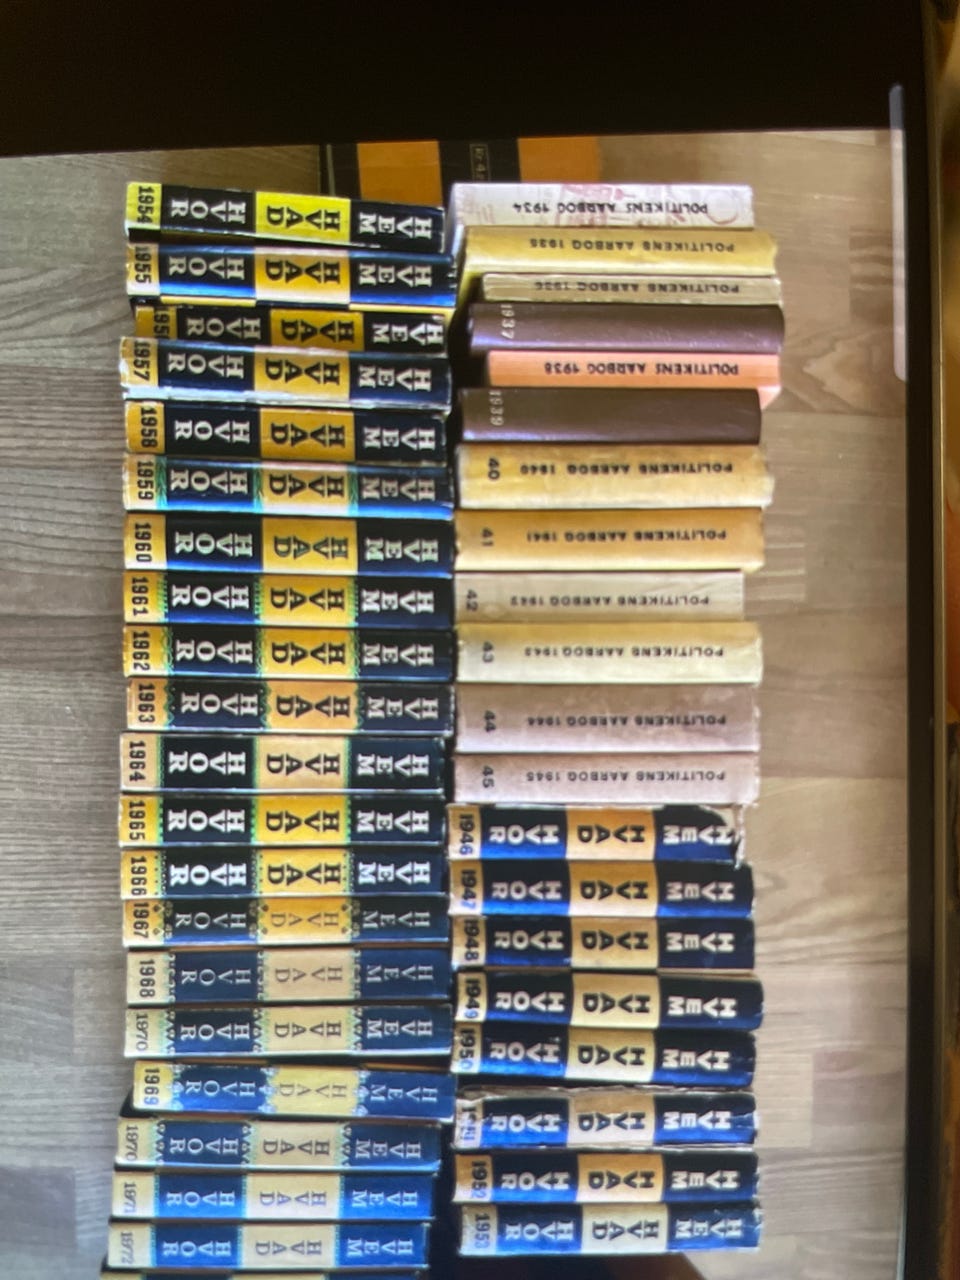 HVEM HVAD HVOR 1954
HVEM HVAD HVOR 1955
HVEM HVAD HVOR
HVEM HVAD HVOR 1957
HVEM HVAD HVOR 1958
HVEM HVAD HVOR 1959
HVEM HVAD HVOR 1960
HVEM HVAD HVOR 1961
HVEM HVAD HVOR 1962
HVEM HVAD HVOR 1963
HVEM HVAD HVOR 1964
HVEM HVAD HVOR 1965
HVEM HVAD HVOR 1966
HVEM HVAD HVOR 1967
HVEM HVAD HVOR 1968
HVEM HVAD HVOR 1970
HVEM HVAD HVOR 1969
HVEM HVAD HVOR 1970
HVEM HVAD HVOR 1971
HVEM HVAD HVOR 1972
POLITIKENS AARBOG 1934
POLITIKENS AARBOG 1935
POLITIKENS AARBOG 1936
1937
POLITIKENS AARBOG 1938
1939
POLITIKENS AARBOG 1940 40
POLITIKENS AARBOG 1941 41
POLITIKENS AARBOG 1942 42
POLITIKENS AARBOG 1943 43
POLITIKENS AARBOG 1944 44
POLITIKENS AARBOG 1945 45
HVEM HVAD HVOR 1946
HVEM HVAD HVOR 1947
HVEM HVAD HVOR 1948
HVEM HVAD HVOR 1949
HVEM HVAD HVOR 1950
HVEM HVAD HVOR
HVEM HVAD HVOR 1952
HVEM HVAD HVOR 1953